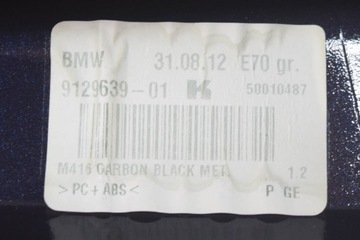 BMW 31.08.12 E70 gr.
9129639-01 K 50010487
M416 CARBON BLACK MET. 1.2
>PC+ABS< P GE